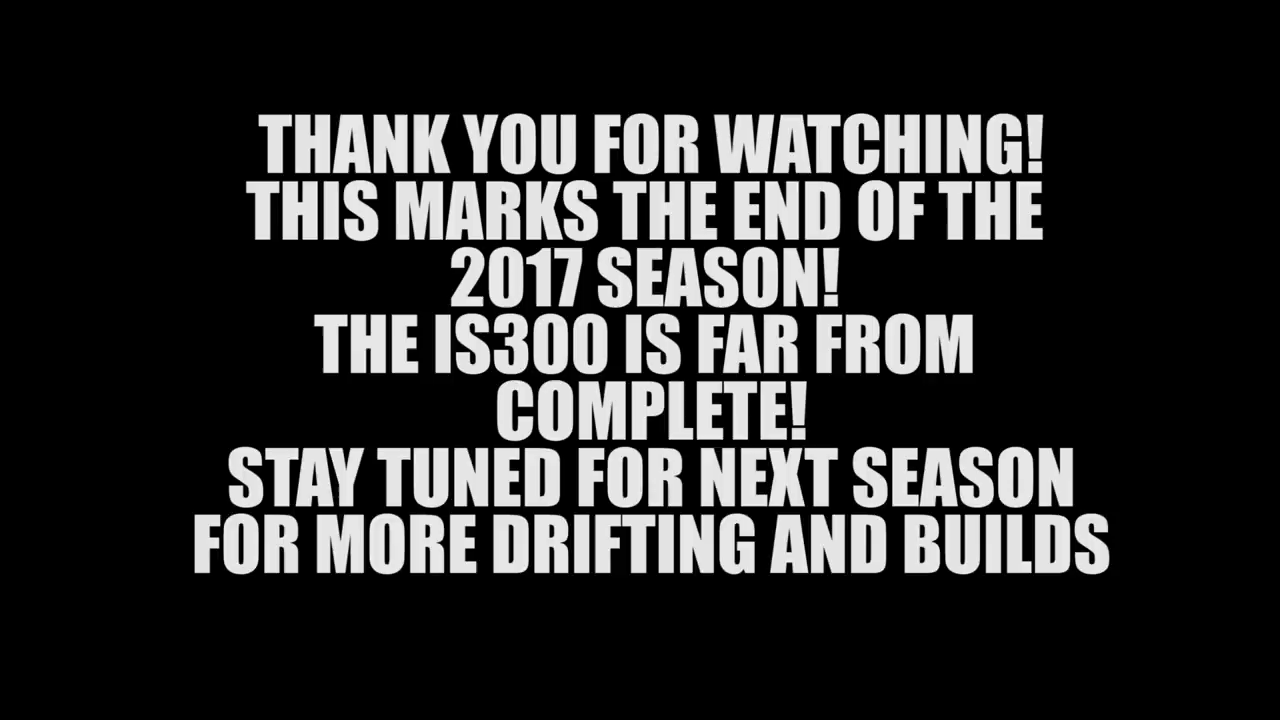 THANK YOU FOR WATCHING!
THIS MARKS THE END OF THE
2017 SEASON!
THE IS300 IS FAR FROM
COMPLETE!
STAY TUNED FOR NEXT SEASON
FOR MORE DRIFTING AND BUILDS